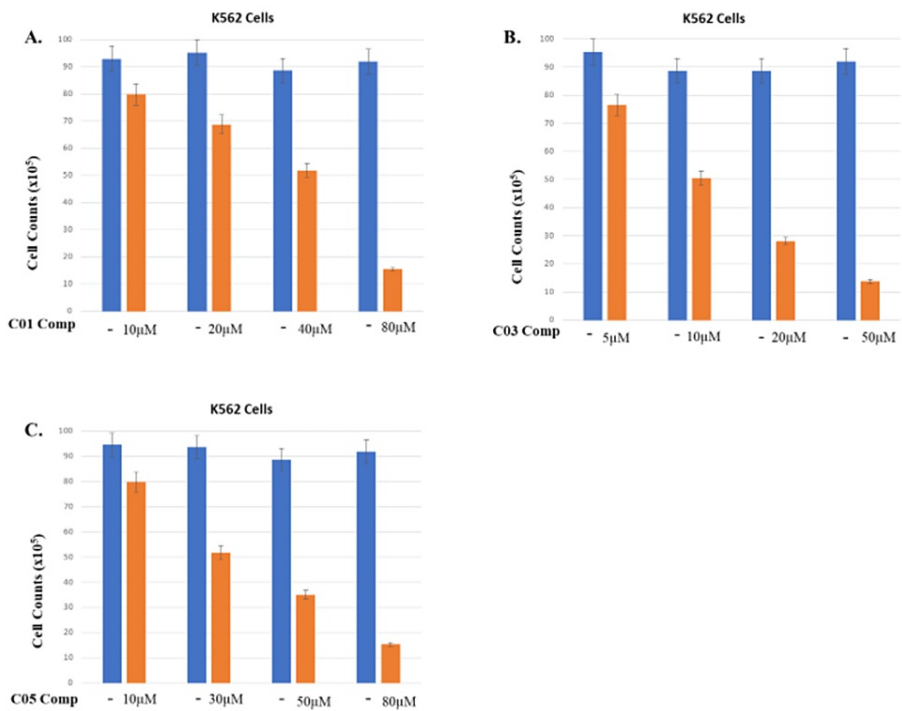 K562 Cells
A.
100
90
80
70
60
50
40
30
20
10
0
Cell Counts (x10⁵)
C01 Comp - 10µM - 20µM - 40µM - 80µM
K562 Cells
B.
100
90
80
70
60
50
40
30
20
10
0
Cell Counts (x10⁵)
C03 Comp - 5µM - 10µM - 20µM - 50µM
K562 Cells
C.
100
90
80
70
60
50
40
30
20
10
0
Cell Counts (x10⁵)
C05 Comp - 10µM - 30µM - 50µM - 80µM